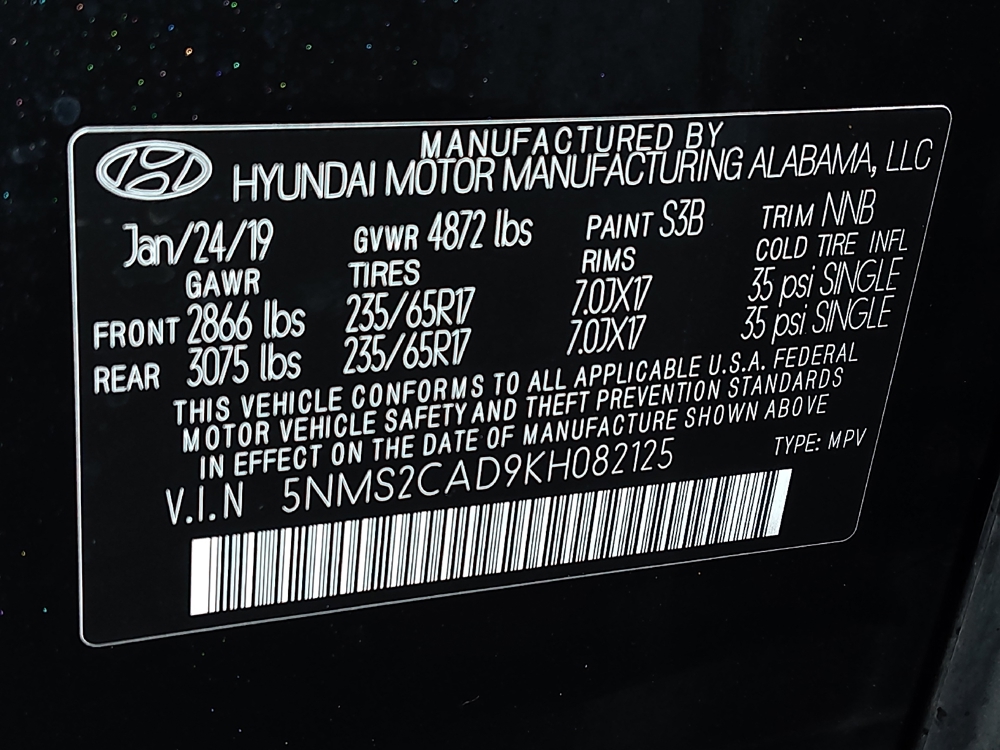 MANUFACTURED BY
HYUNDAI MOTOR MANUFACTURING ALABAMA, LLC
Jan/24/19 GVWR 4872 lbs PAINT S3B TRIM NNB
GAWR TIRES RIMS COLD TIRE INFL
FRONT 2866 lbs 235/65R17 7.0JX17 35 psi SINGLE
REAR 3075 lbs 235/65R17 7.0JX17 35 psi SINGLE
THIS VEHICLE CONFORMS TO ALL APPLICABLE U.S.A. FEDERAL
MOTOR VEHICLE SAFETY AND THEFT PREVENTION STANDARDS
IN EFFECT ON THE DATE OF MANUFACTURE SHOWN ABOVE
V.I.N 5NMS2CAD9KH082125 TYPE: MPV